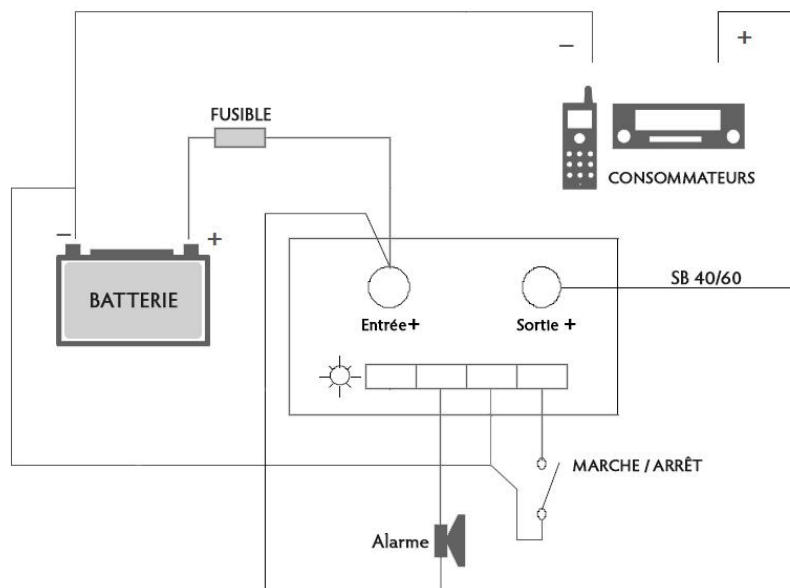 − +
FUSIBLE
CONSOMMATEURS
− +
BATTERIE
SB 40/60
Entrée+ Sortie +
MARCHE / ARRÊT
Alarme